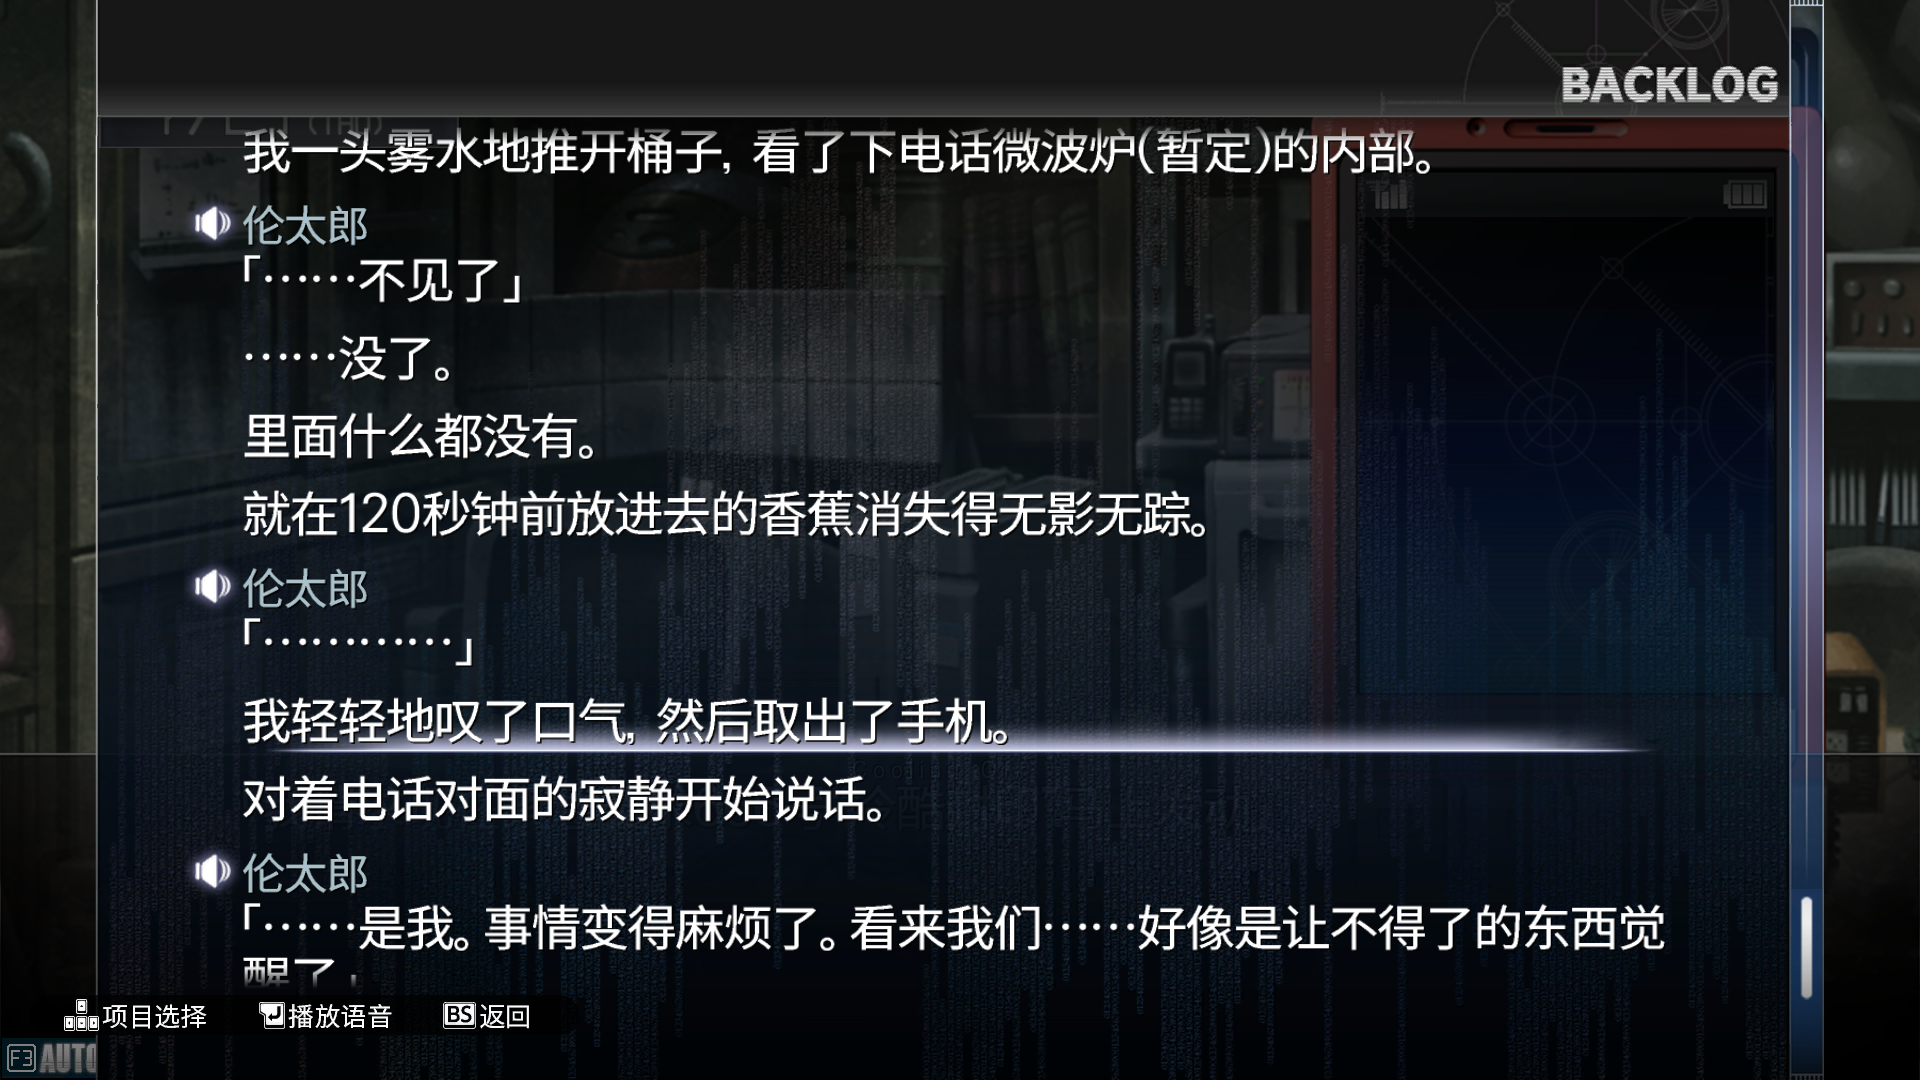 BACKLOG
我一头雾水地推开桶子，看了下电话微波炉(暂定)的内部。
伦太郎
「……不见了」
……没了。
里面什么都没有。
就在120秒钟前放进去的香蕉消失得无影无踪。
伦太郎
「…………」
我轻轻地叹了口气，然后取出了手机。
对着电话对面的寂静开始说话。
伦太郎
「……是我。事情变得麻烦了。看来我们……好像是让不得了的东西觉
醒了」
项目选择 播放语音 BS 返回
F3 AUTO